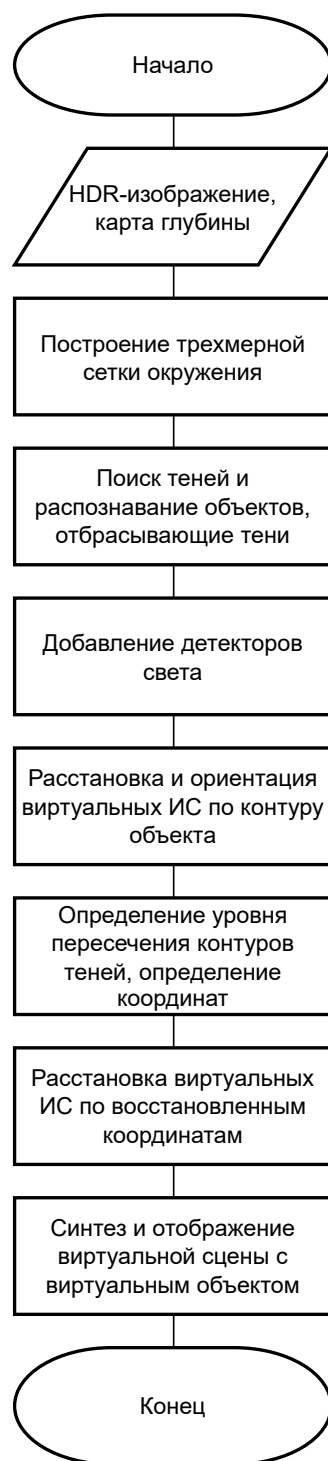 Начало
HDR-изображение,
карта глубины
Построение трехмерной
сетки окружения
Поиск теней и
распознавание объектов,
отбрасывающие тени
Добавление детекторов
света
Расстановка и ориентация
виртуальных ИС по контуру
объекта
Определение уровня
пересечения контуров
теней, определение
координат
Расстановка виртуальных
ИС по восстановленным
координатам
Синтез и отображение
виртуальной сцены с
виртуальным объектом
Конец